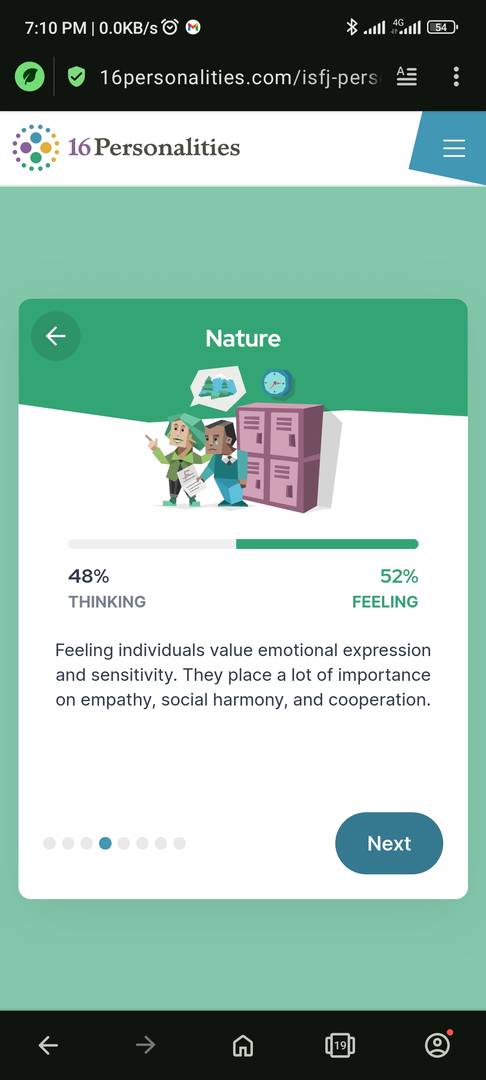 7:10 PM | 0.0KB/s
4G
54
16personalities.com/isfj-pers
A
16Personalities
Nature
48%
52%
THINKING
FEELING
Feeling individuals value emotional expression
and sensitivity. They place a lot of importance
on empathy, social harmony, and cooperation.
Next
19